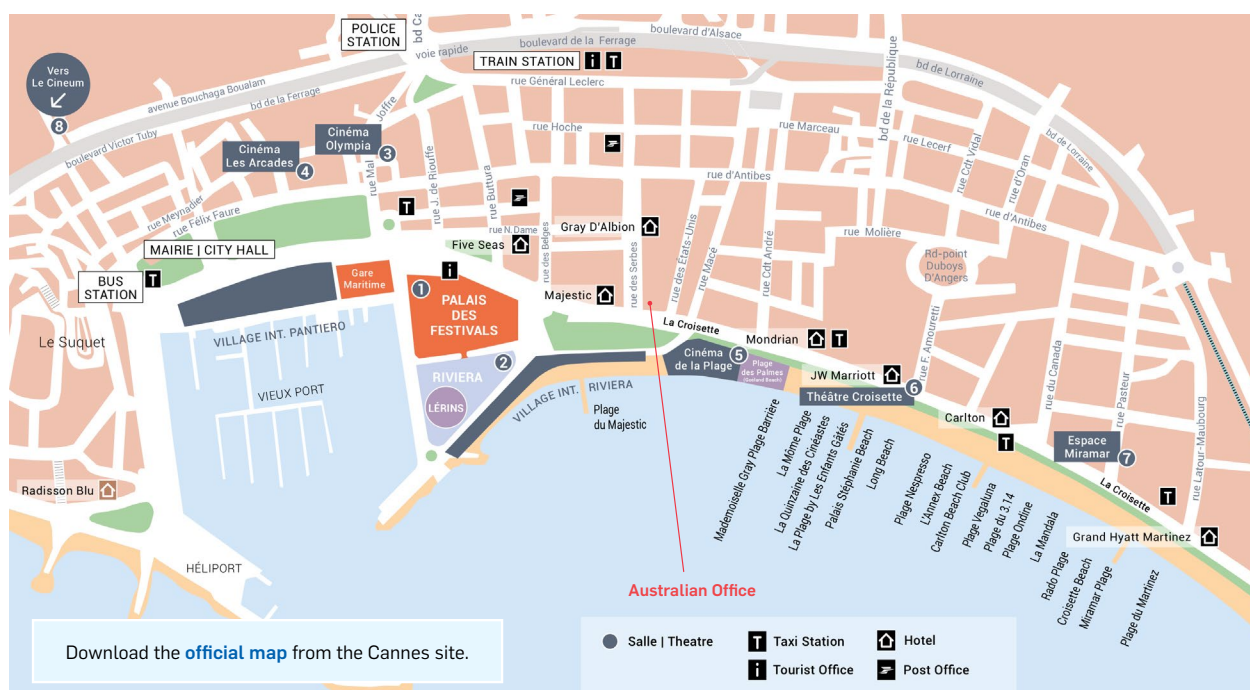 POLICE
STATION
bd Ca
voie rapide
boulevard de la Ferrage
boulevard d'Alsace
TRAIN STATION i T
bd de Lorraine
bd de Lorraine
Vers
Le Cineum
8
avenue Bouchaga Boualam
bd de la Ferrage
boulevard Victor Tuby
Joffre
rue Général Leclerc
bd de la République
Cinéma
Olympia
3
Cinéma
Les Arcades
4
rue Hoche
rue Marceau
rue Lecerf
rue Cdt Vidal
rue d'Oran
rue Mal
rue J. de Riouffe
rue Buttura
rue d'Antibes
rue d'Antibes
rue Meynadier
rue Félix Faure
T
MAIRIE | CITY HALL
BUS
STATION
T
rue N. Dame
Five Seas
Gray D'Albion
rue des Belges
rue des Serbes
rue des États-Unis
rue Macé
rue Cdt André
rue Molière
Rd-point
Duboys
D'Angers
Gare
Maritime
i
1
PALAIS
DES
FESTIVALS
Majestic
La Croisette
Mondrian
T
rue F. Amouretti
rue du Canada
rue Pasteur
rue Latour-Maubourg
Le Suquet
VILLAGE INT. PANTIERO
VIEUX PORT
2
RIVIERA
LÉRINS
VILLAGE INT.
RIVIERA
Plage
du Majestic
Cinéma
de la Plage
5
Plage
des Palmes
(Goéland Beach)
JW Marriott
6
Théâtre Croisette
Carlton
T
Espace
Miramar
7
La Croisette
T
Grand Hyatt Martinez
Radisson Blu
HÉLIPORT
Mademoiselle Gray Plage Barrière
La Môme Plage
La Quinzaine des Cinéastes
La Plage by Les Enfants Gâtés
Palais Stéphanie Beach
Long Beach
Plage Nespresso
L'Annex Beach
Carlton Beach Club
Plage Vegaluna
Plage du 3.14
Plage Ondine
La Mandala
Rado Plage
Croisette Beach
Miramar Plage
Plage du Martinez
Australian Office
Download the official map from the Cannes site.
Salle | Theatre
T Taxi Station
Hotel
i Tourist Office
Post Office